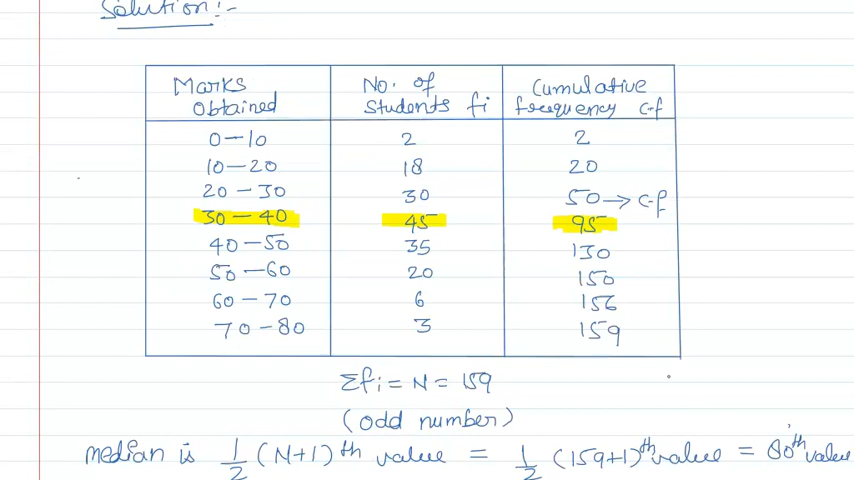 Solution:-
Marks Obtained | No. of Students fi | Cumulative frequency c.f
0-10 | 2 | 2
10-20 | 18 | 20
20-30 | 30 | 50 → c.f
30-40 | 45 | 95
40-50 | 35 | 130
50-60 | 20 | 150
60-70 | 6 | 156
70-80 | 3 | 159
Σfi = N = 159
(odd number)
median is 1/2 (N+1)th value = 1/2 (159+1)th value = 80th value